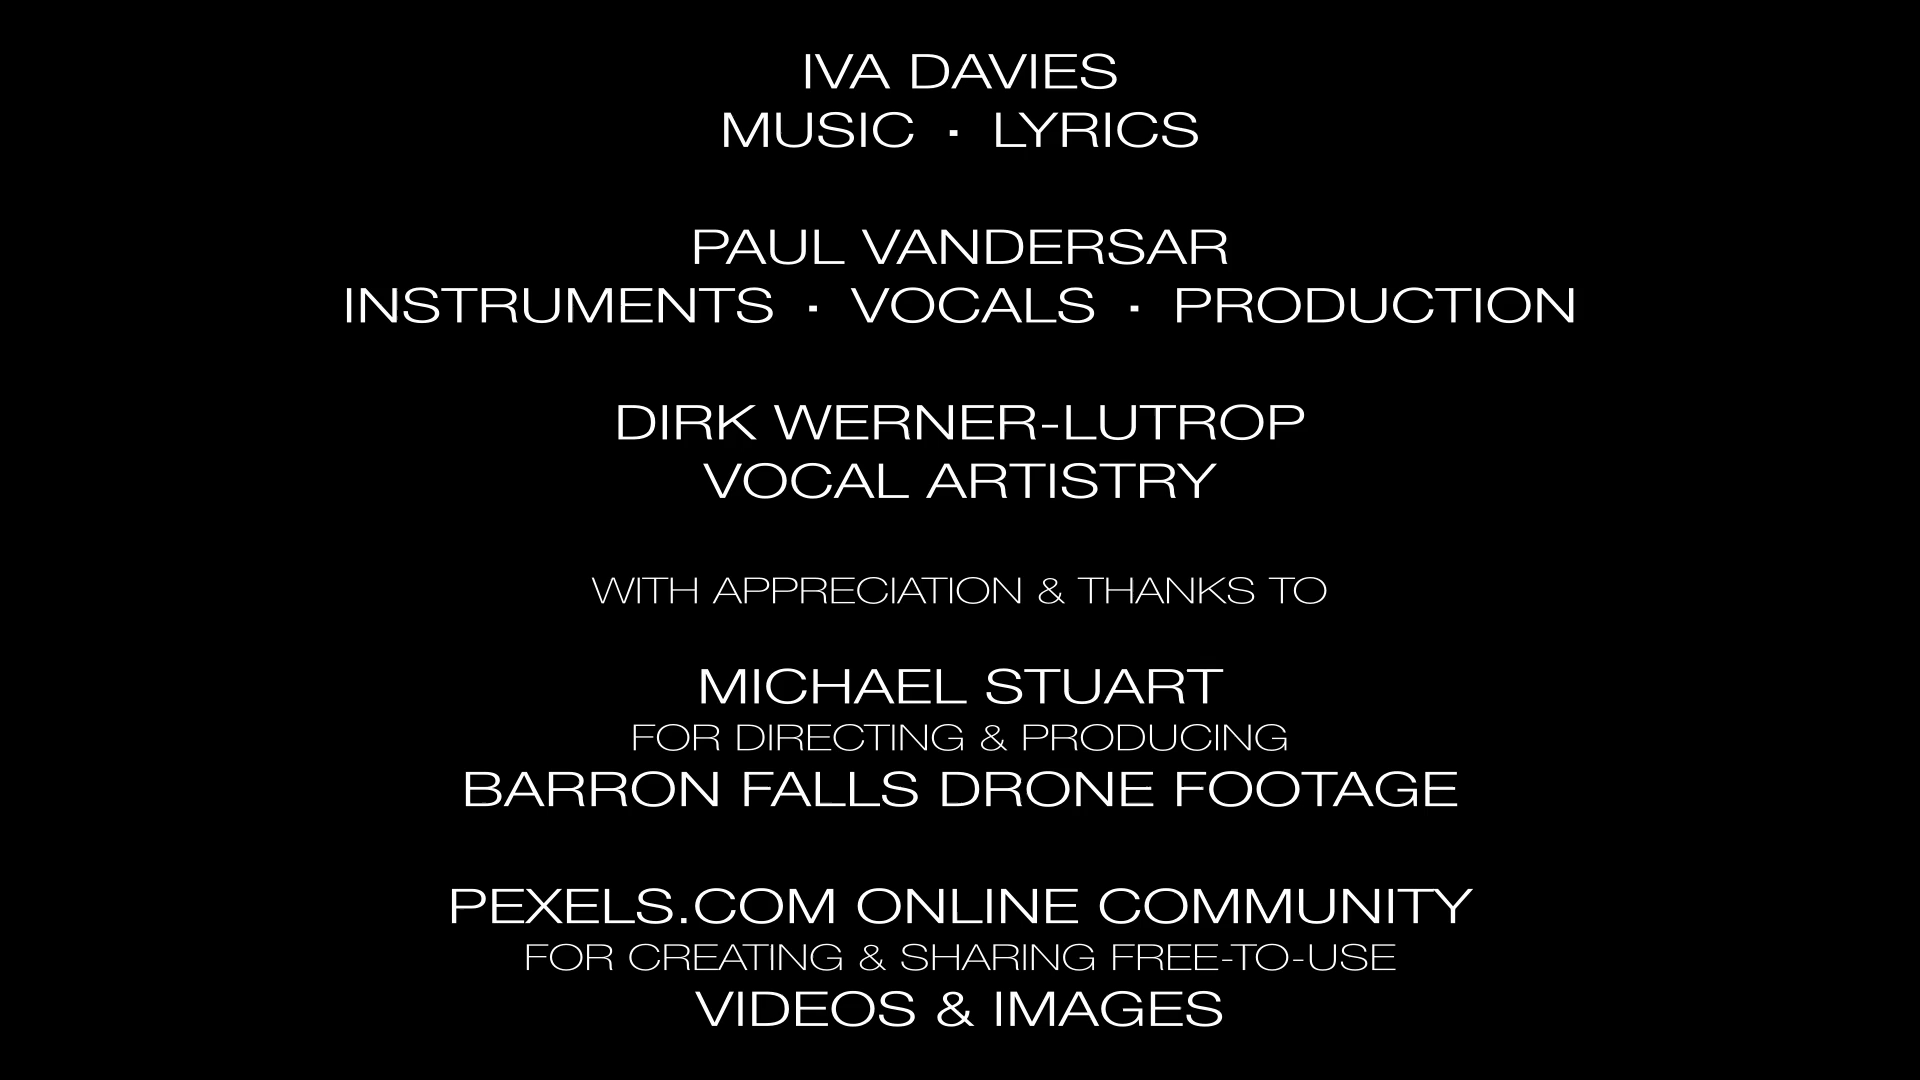 IVA DAVIES
MUSIC · LYRICS
PAUL VANDERSAR
INSTRUMENTS · VOCALS · PRODUCTION
DIRK WERNER-LUTROP
VOCAL ARTISTRY
WITH APPRECIATION & THANKS TO
MICHAEL STUART
FOR DIRECTING & PRODUCING
BARRON FALLS DRONE FOOTAGE
PEXELS.COM ONLINE COMMUNITY
FOR CREATING & SHARING FREE-TO-USE
VIDEOS & IMAGES